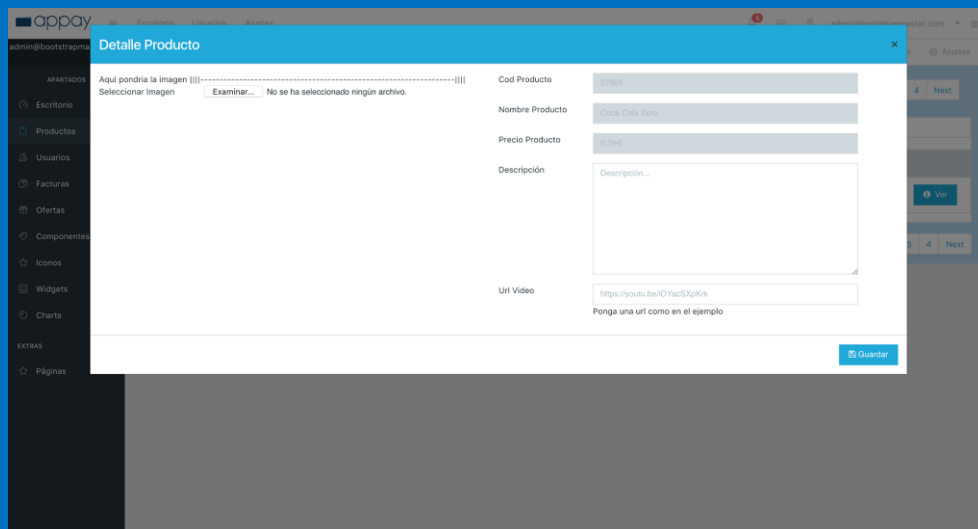 appay
Escritorio Usuarios Ajustes
admin@bootstrapmaster.com
admin@bootstrapma
Detalle Producto
×
Ajustes
APARTADOS
Escritorio
Productos
Usuarios
Facturas
Ofertas
Componentes
Iconos
Widgets
Charts
EXTRAS
Páginas
Aqui pondria la imagen ||||------------------------------------------------------------------||||
Seleccionar Imagen Examinar... No se ha seleccionado ningún archivo.
Cod Producto 27001
Nombre Producto Coca Cola Zero
Precio Producto 0,39€
Descripción Descripción...
Url Video https://youtu.be/lOYacSXpKrk
Ponga una url como en el ejemplo
Guardar
4 Next
Ver
3 4 Next